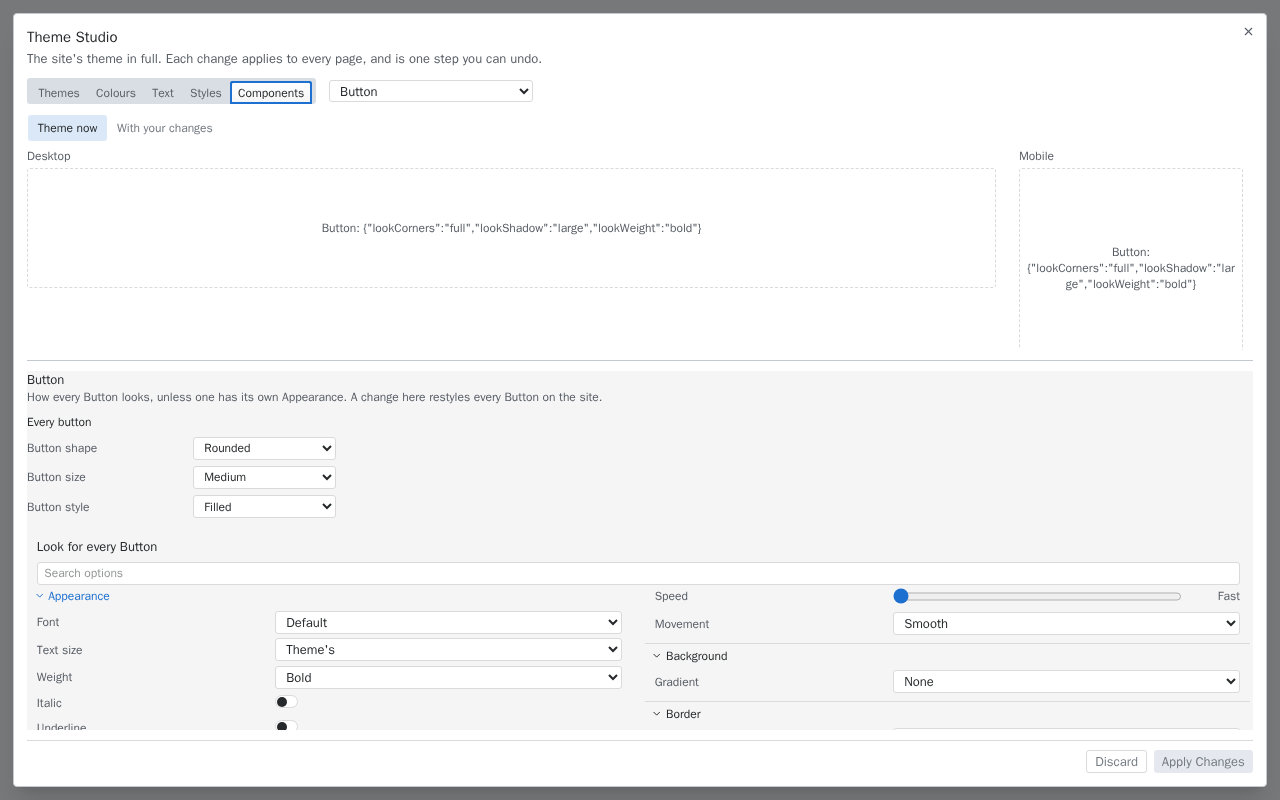 Theme Studio
×
The site's theme in full. Each change applies to every page, and is one step you can undo.
Themes Colours Text Styles Components Button
Theme now With your changes
Desktop Mobile
Button: {"lookCorners":"full","lookShadow":"large","lookWeight":"bold"}
Button:
{"lookCorners":"full","lookShadow":"lar
ge","lookWeight":"bold"}
Button
How every Button looks, unless one has its own Appearance. A change here restyles every Button on the site.
Every button
Button shape Rounded
Button size Medium
Button style Filled
Look for every Button
Search options
Appearance
Font Default
Text size Theme's
Weight Bold
Italic
Underline
Speed Fast
Movement Smooth
Background
Gradient None
Border
Discard Apply Changes